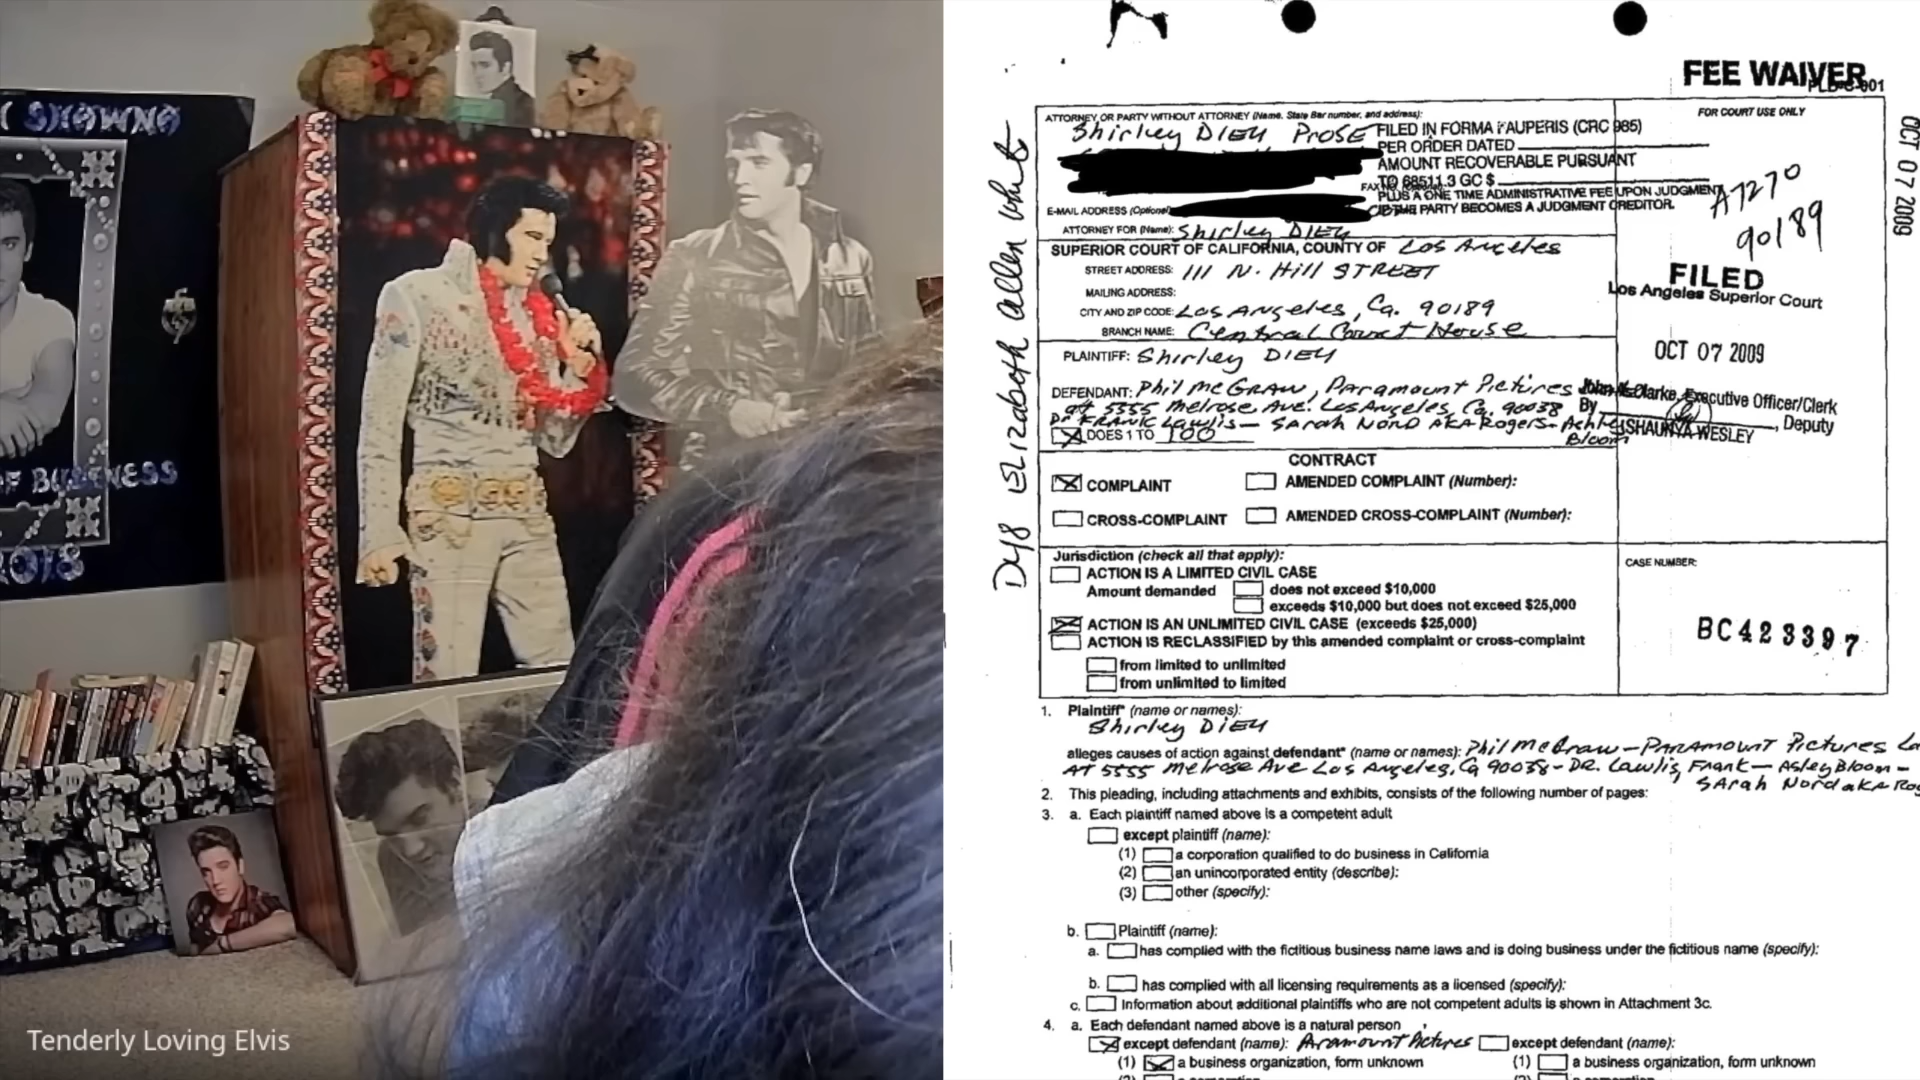 SHAWNA
OF BUSINESS
2018
Tenderly Loving Elvis
FEE WAIVER
PLD-C-001
ATTORNEY OR PARTY WITHOUT ATTORNEY (Name, State Bar number, and address):
FOR COURT USE ONLY
Shirley DIEU PROSE
FILED IN FORMA PAUPERIS (CRC 985)
PER ORDER DATED
AMOUNT RECOVERABLE PURSUANT
TO 68511.3 GC $
PLUS A ONE TIME ADMINISTRATIVE FEE UPON JUDGMENT
THE PARTY BECOMES A JUDGMENT CREDITOR.
E-MAIL ADDRESS (Optional)
ATTORNEY FOR (Name): Shirley DIEU
A7270
90189
OCT 07 2009
SUPERIOR COURT OF CALIFORNIA, COUNTY OF Los Angeles
STREET ADDRESS: 111 N. Hill STREET
MAILING ADDRESS:
CITY AND ZIP CODE: Los Angeles, Ca. 90189
BRANCH NAME: Central Court House
FILED
Los Angeles Superior Court
OCT 07 2009
John A. Clarke, Executive Officer/Clerk
By
, Deputy
SHAUNYA WESLEY
D48 Elizabeth Allen White
PLAINTIFF: Shirley DIEU
DEFENDANT: Phil McGraw, Paramount Pictures
at 5555 Melrose Ave. Los Angeles, Ca. 90038
Dr FRANK Lawlis - Sarah Nord AKA Rogers -
Bloom
DOES 1 TO 100
CONTRACT
COMPLAINT
AMENDED COMPLAINT (Number):
CROSS-COMPLAINT
AMENDED CROSS-COMPLAINT (Number):
Jurisdiction (check all that apply):
ACTION IS A LIMITED CIVIL CASE
Amount demanded
does not exceed $10,000
exceeds $10,000 but does not exceed $25,000
ACTION IS AN UNLIMITED CIVIL CASE (exceeds $25,000)
ACTION IS RECLASSIFIED by this amended complaint or cross-complaint
from limited to unlimited
from unlimited to limited
CASE NUMBER:
BC423397
1. Plaintiff* (name or names):
Shirley DIEU
alleges causes of action against defendant* (name or names): Phil McGraw - PARAMOUNT Pictures
AT 5555 Melrose Ave Los Angeles, Ca 90038 - DR. Lawlis, Frank - Asley Bloom -
Sarah Nord aka
2. This pleading, including attachments and exhibits, consists of the following number of pages:
3. a. Each plaintiff named above is a competent adult
except plaintiff (name):
(1) a corporation qualified to do business in California
(2) an unincorporated entity (describe):
(3) other (specify):
b. Plaintiff (name):
a. has complied with the fictitious business name laws and is doing business under the fictitious name (specify):
b. has complied with all licensing requirements as a licensed (specify):
c. Information about additional plaintiffs who are not competent adults is shown in Attachment 3c.
4. a. Each defendant named above is a natural person
except defendant (name): Aramount Pictures
except defendant (name):
(1) a business organization, form unknown
(1) a business organization, form unknown